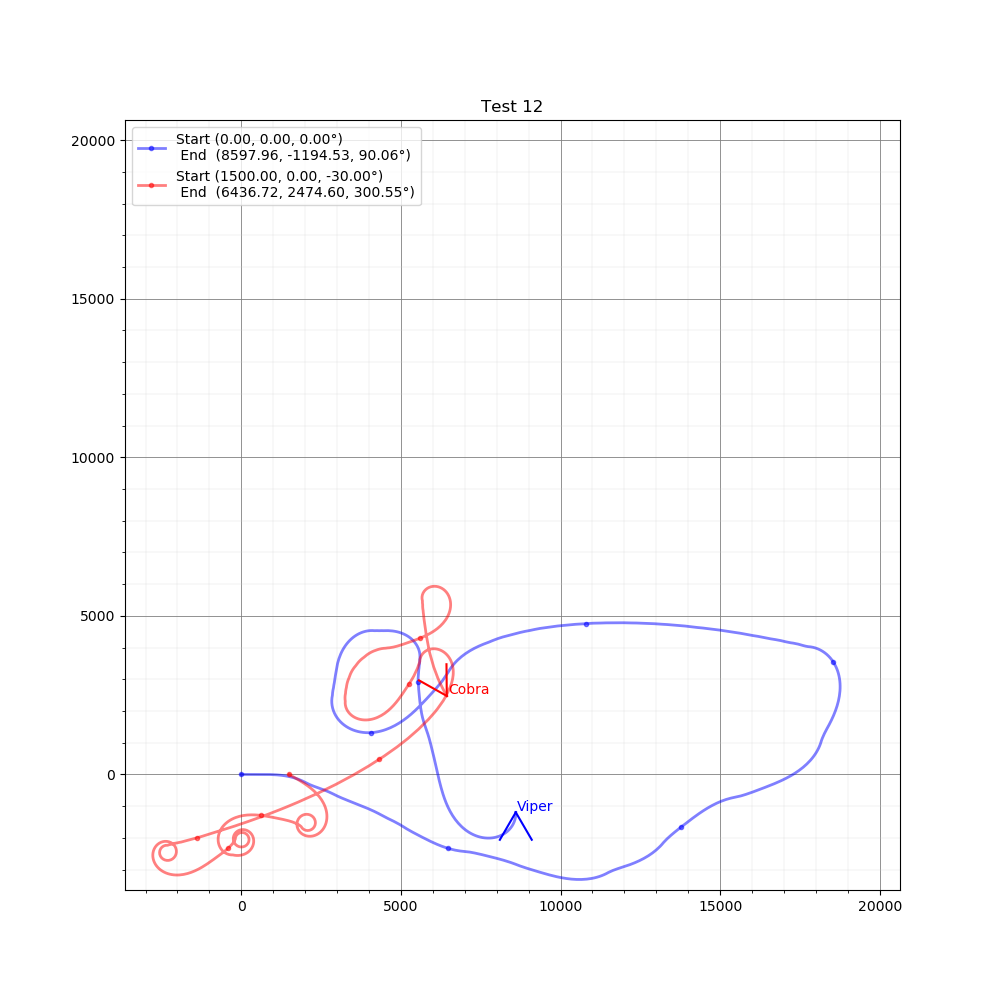 Test 12
Start (0.00, 0.00, 0.00°)
End  (8597.96, -1194.53, 90.06°)
Start (1500.00, 0.00, -30.00°)
End  (6436.72, 2474.60, 300.55°)
20000
15000
10000
5000
0
Cobra
Viper
0 5000 10000 15000 20000